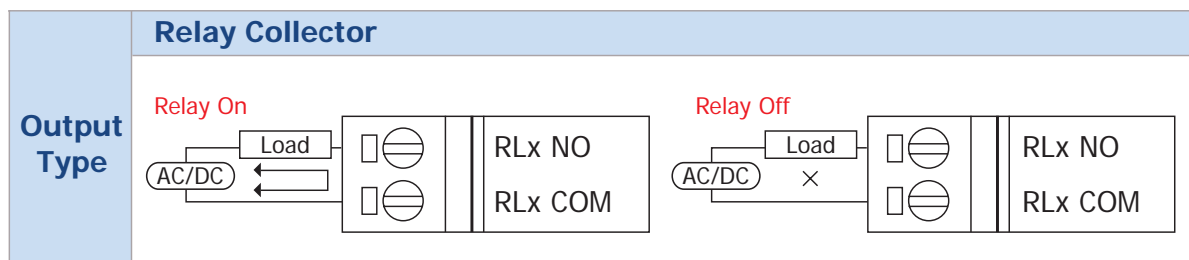 Relay Collector
Output
Type
Relay On
Load
AC/DC
RLx NO
RLx COM
Relay Off
Load
AC/DC
×
RLx NO
RLx COM